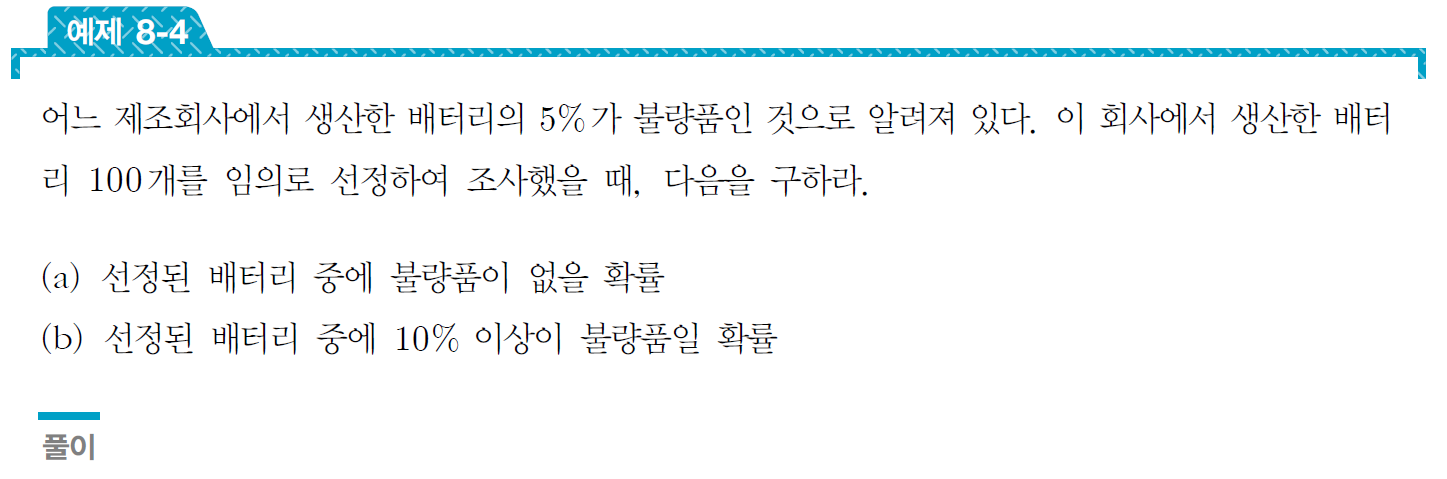 예제 8-4
어느 제조회사에서 생산한 배터리의 5%가 불량품인 것으로 알려져 있다. 이 회사에서 생산한 배터
리 100개를 임의로 선정하여 조사했을 때, 다음을 구하라.
(a) 선정된 배터리 중에 불량품이 없을 확률
(b) 선정된 배터리 중에 10% 이상이 불량품일 확률
풀이